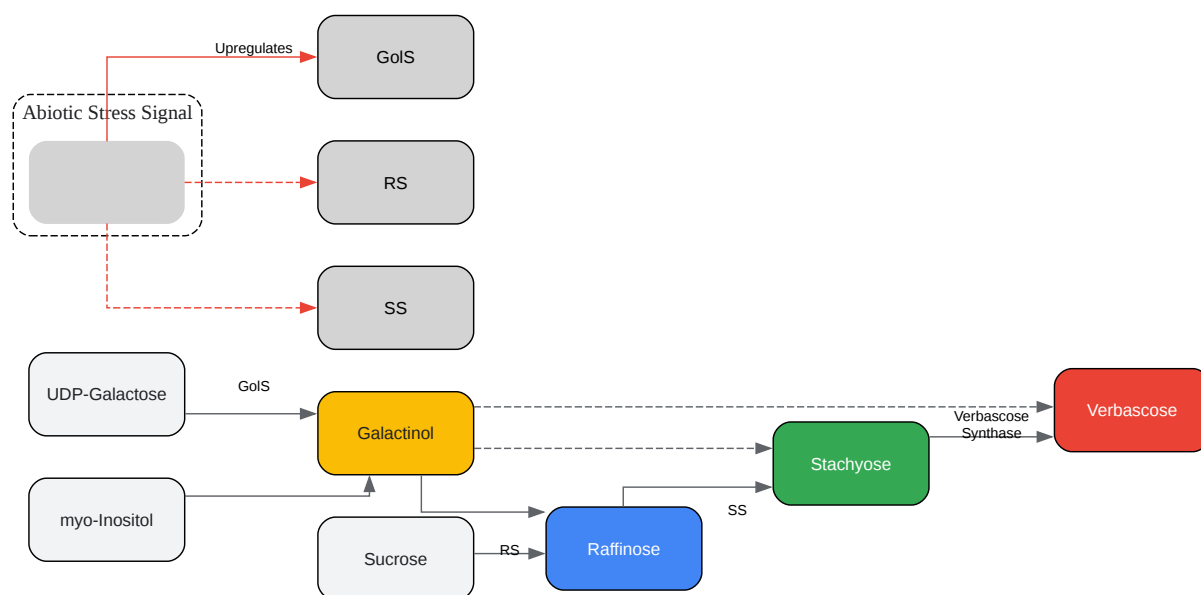 Upregulates
GolS
Abiotic Stress Signal
RS
SS
UDP-Galactose
GolS
Galactinol
Verbascose
Verbascose
Synthase
Stachyose
myo-Inositol
SS
Sucrose
RS
Raffinose